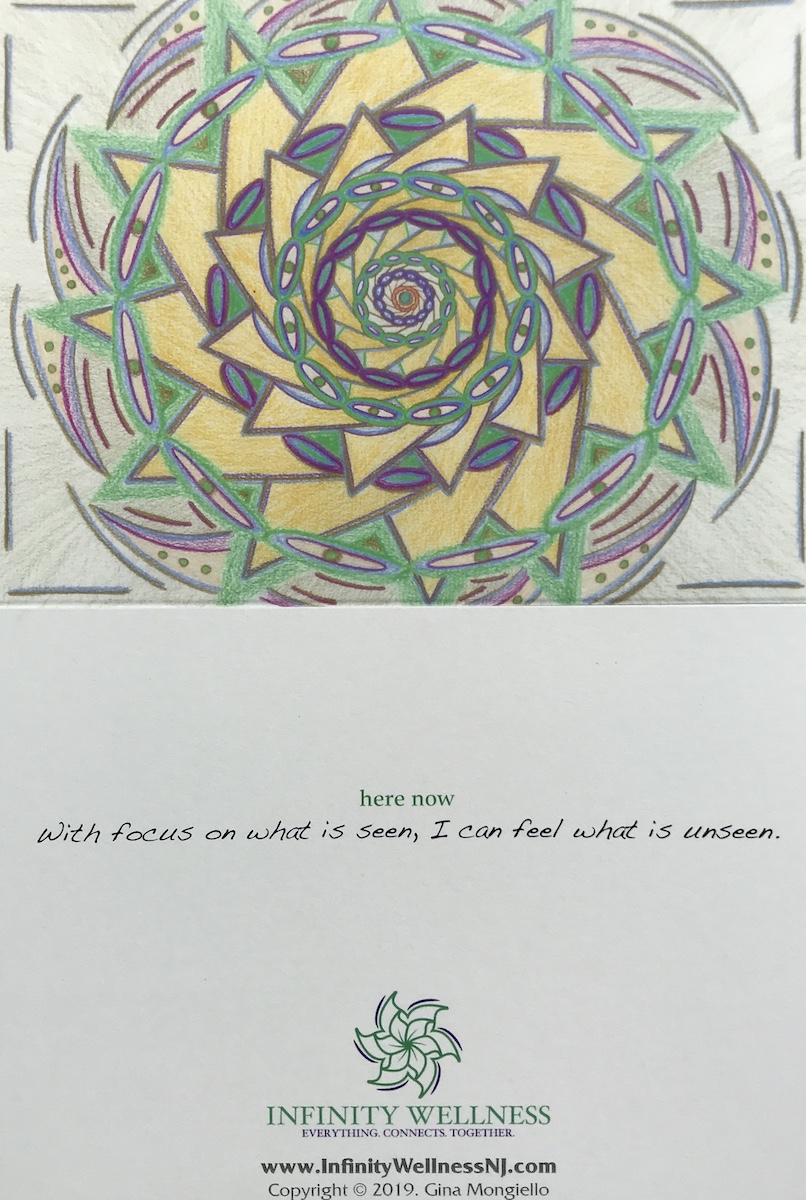 here now
With focus on what is seen, I can feel what is unseen.
INFINITY WELLNESS
EVERYTHING. CONNECTS. TOGETHER.
www.InfinityWellnessNJ.com
Copyright © 2019. Gina Mongiello